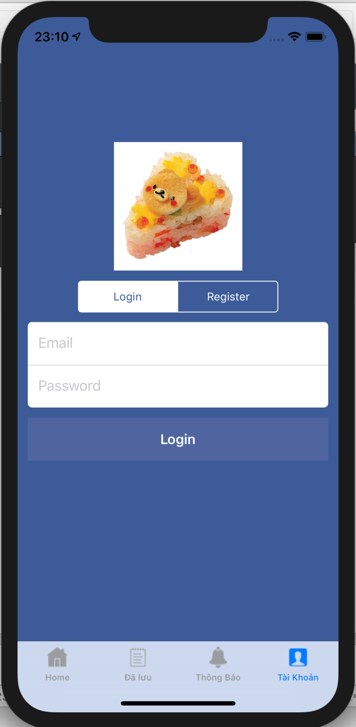 23:10
Login
Register
Email
Password
Login
Home
Đã lưu
Thông Báo
Tài Khoản